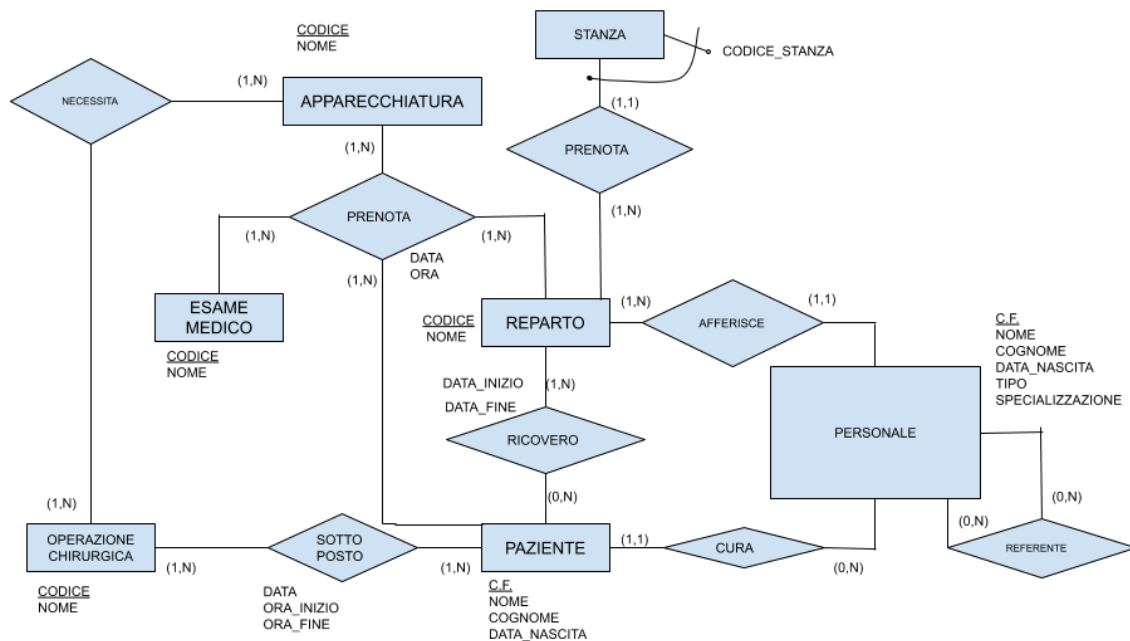 CODICE
NOME
STANZA
CODICE_STANZA
(1,N)
NECESSITA
APPARECCHIATURA
(1,1)
(1,N)
PRENOTA
(1,N)
PRENOTA
(1,N)
(1,N)
DATA
ORA
(1,N)
ESAME
MEDICO
CODICE
NOME
CODICE
NOME
REPARTO
(1,N)
AFFERISCE
(1,1)
C.F.
NOME
COGNOME
DATA_NASCITA
TIPO
SPECIALIZZAZIONE
DATA_INIZIO
(1,N)
DATA_FINE
RICOVERO
PERSONALE
(0,N)
(1,N)
OPERAZIONE
CHIRURGICA
(1,N)
CODICE
NOME
SOTTO
POSTO
(1,N)
DATA
ORA_INIZIO
ORA_FINE
PAZIENTE
(1,1)
C.F.
NOME
COGNOME
DATA_NASCITA
CURA
(0,N)
(0,N)
(0,N)
REFERENTE